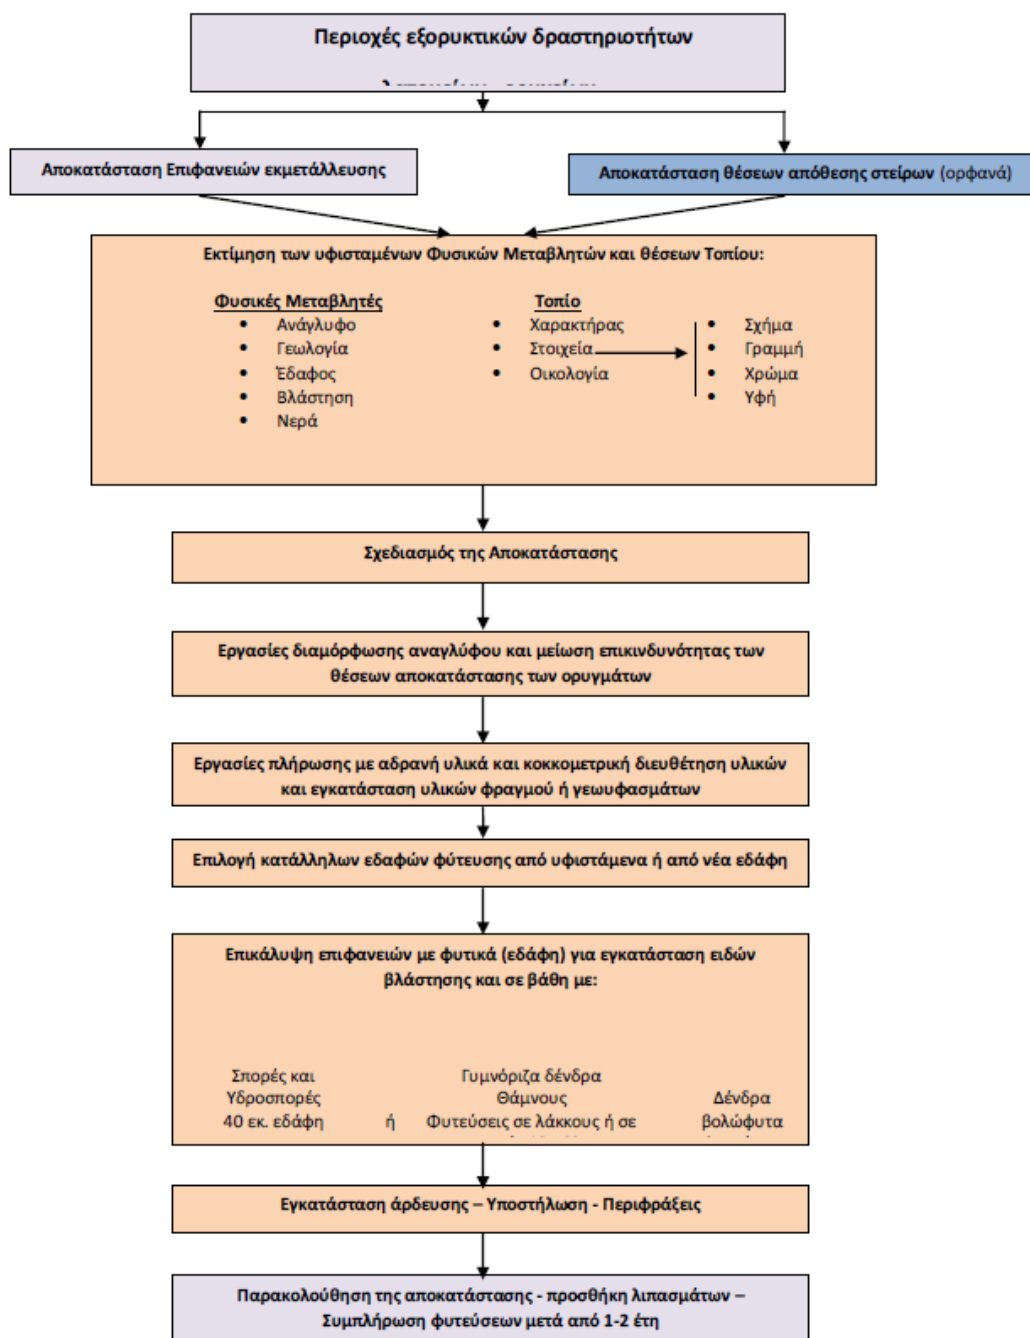 Περιοχές εξορυκτικών δραστηριοτήτων
Αποκατάσταση Επιφανειών εκμετάλλευσης
Αποκατάσταση θέσεων απόθεσης στείρων (ορφανά)
Εκτίμηση των υφισταμένων Φυσικών Μεταβλητών και θέσεων Τοπίου:
Φυσικές Μεταβλητές
• Ανάγλυφο
• Γεωλογία
• Έδαφος
• Βλάστηση
• Νερά
Τοπίο
• Χαρακτήρας
• Στοιχεία
• Οικολογία
• Σχήμα
• Γραμμή
• Χρώμα
• Υφή
Σχεδιασμός της Αποκατάστασης
Εργασίες διαμόρφωσης αναγλύφου και μείωση επικινδυνότητας των
θέσεων αποκατάστασης των ορυγμάτων
Εργασίες πλήρωσης με αδρανή υλικά και κοκκομετρική διευθέτηση υλικών
και εγκατάσταση υλικών φραγμού ή γεωυφασμάτων
Επιλογή κατάλληλων εδαφών φύτευσης από υφιστάμενα ή από νέα εδάφη
Επικάλυψη επιφανειών με φυτικά (εδάφη) για εγκατάσταση ειδών
βλάστησης και σε βάθη με:
Σπορές και
Υδροσπορές
40 εκ. εδάφη
ή
Γυμνόριζα δένδρα
Θάμνους
Φυτεύσεις σε λάκκους ή σε
Δένδρα
βολώφυτα
Εγκατάσταση άρδευσης – Υποστήλωση - Περιφράξεις
Παρακολούθηση της αποκατάστασης - προσθήκη λιπασμάτων –
Συμπλήρωση φυτεύσεων μετά από 1-2 έτη